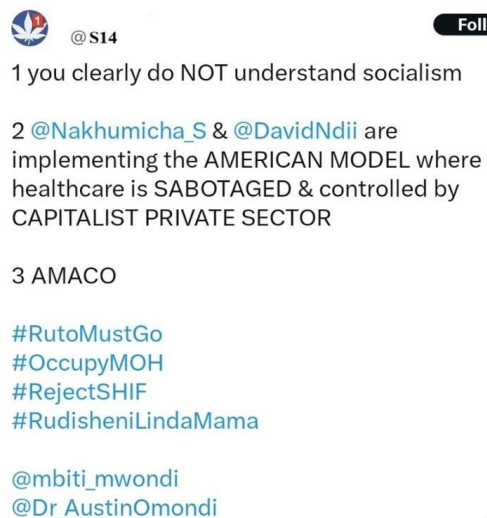 1
Foll
@S14
1 you clearly do NOT understand socialism
2 @Nakhumicha_S & @DavidNdii are
implementing the AMERICAN MODEL where
healthcare is SABOTAGED & controlled by
CAPITALIST PRIVATE SECTOR
3 AMACO
#RutoMustGo
#OccupyMOH
#RejectSHIF
#RudisheniLindaMama
@mbiti_mwondi
@Dr AustinOmondi